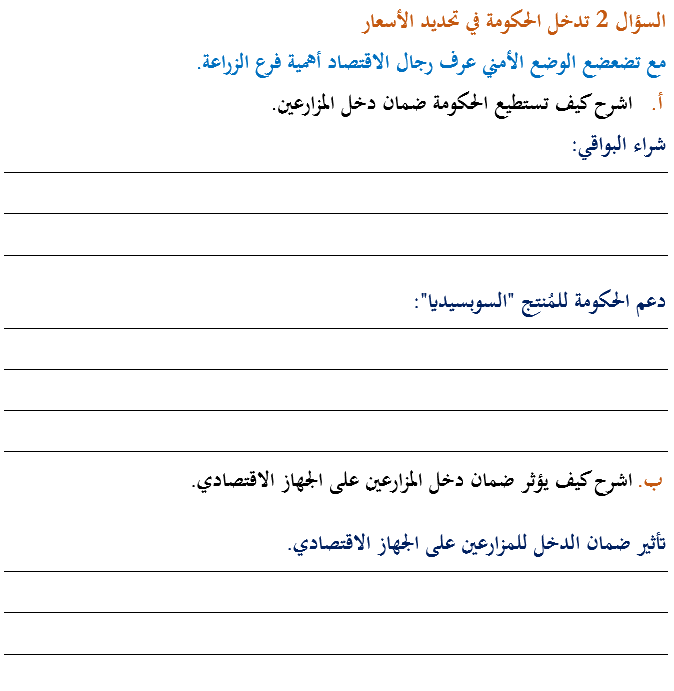 السؤال 2 تدخل الحكومة في تحديد الأسعار
مع تضعضع الوضع الأمني عرف رجال الاقتصاد أهمية فرع الزراعة.
أ. اشرح كيف تستطيع الحكومة ضمان دخل المزارعين.
شراء البواقي:
دعم الحكومة للمُنتِج "السوبسيديا":
ب. اشرح كيف يؤثر ضمان دخل المزارعين على الجهاز الاقتصادي.
تأثير ضمان الدخل للمزارعين على الجهاز الاقتصادي.